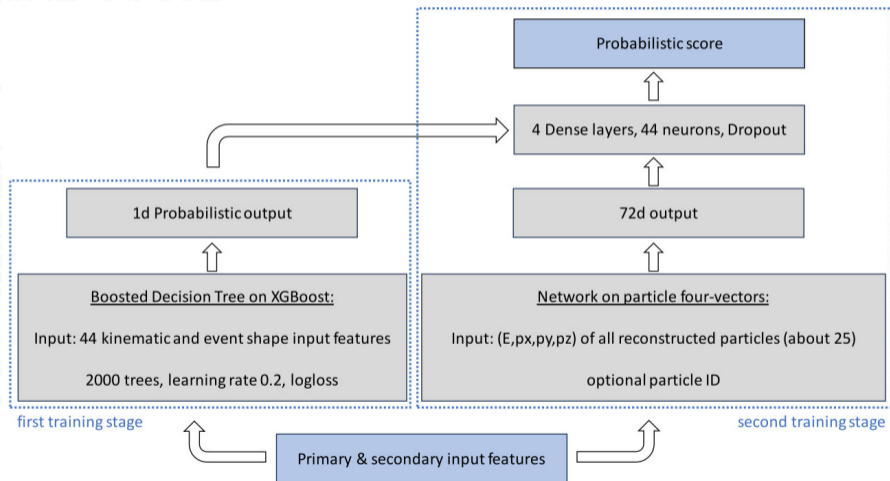 Probabilistic score
4 Dense layers, 44 neurons, Dropout
1d Probabilistic output
72d output
Boosted Decision Tree on XGBoost:
Input: 44 kinematic and event shape input features
2000 trees, learning rate 0.2, logloss
Network on particle four-vectors:
Input: (E,px,py,pz) of all reconstructed particles (about 25)
optional particle ID
first training stage
second training stage
Primary & secondary input features